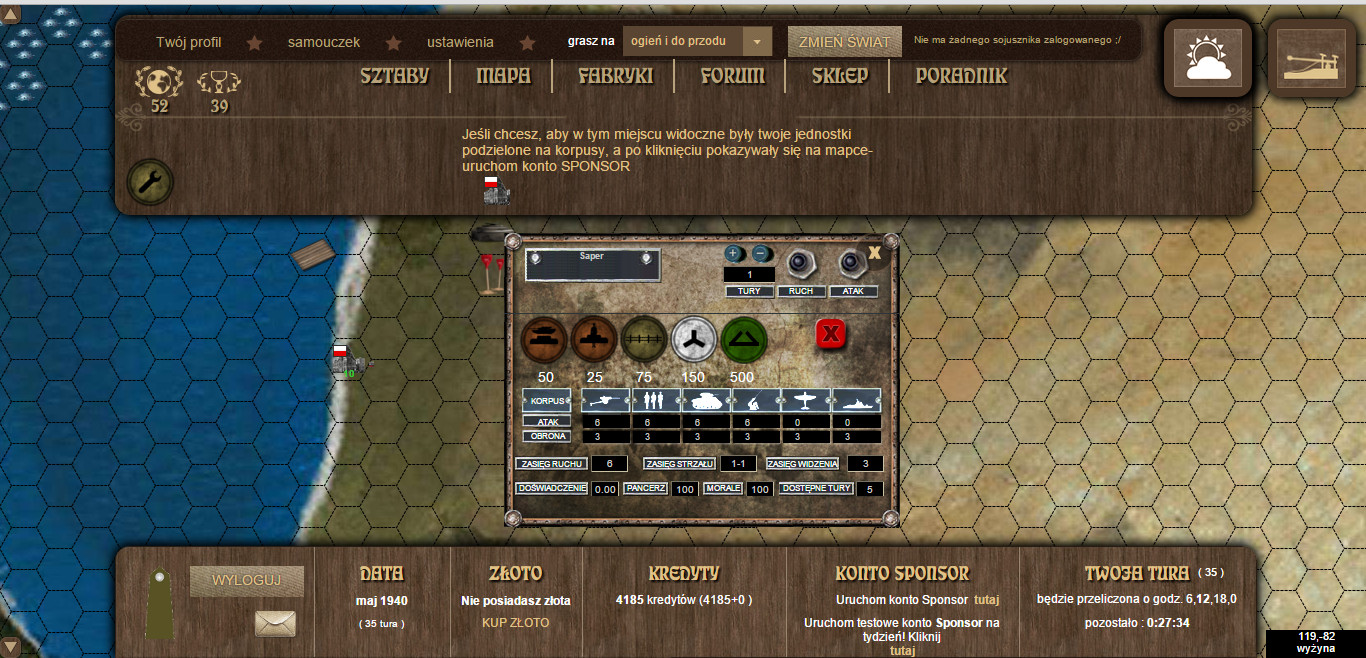 Twój profil samouczek ustawienia grasz na ogień i do przodu ZMIEŃ ŚWIAT Nie ma żadnego sojusznika zalogowanego ;/
SZTABY MAPA FABRYKI FORUM SKLEP PORADNIK
52 39
Jeśli chcesz, aby w tym miejscu widoczne były twoje jednostki
podzielone na korpusy, a po kliknięciu pokazywały się na mapce-
uruchom konto SPONSOR
Saper
X
+ −
1
TURY RUCH ATAK
X
10
50 25 75 150 500
KORPUS
ATAK 6 6 6 6 0 0
OBRONA 3 3 3 3 3 3
ZASIĘG RUCHU 6 ZASIĘG STRZAŁU 1-1 ZASIĘG WIDZENIA 3
DOŚWIADCZENIE 0.00 PANCERZ 100 MORALE 100 DOSTĘPNE TURY 5
WYLOGUJ
DATA
maj 1940
( 35 tura )
ZŁOTO
Nie posiadasz złota
KUP ZŁOTO
KREDYTY
4185 kredytów (4185+0 )
KONTO SPONSOR
Uruchom konto Sponsor tutaj
Uruchom testowe konto Sponsor na
tydzień! Kliknij
tutaj
TWOJA TURA ( 35 )
będzie przeliczona o godz. 6,12,18,0
pozostało : 0:27:34
119,-82
wyżyna